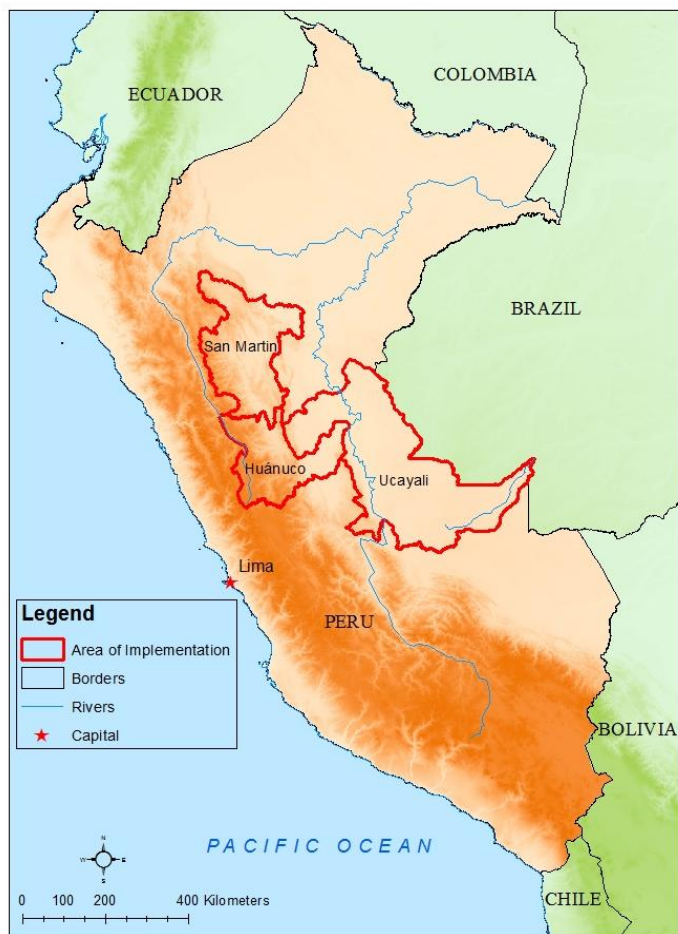 COLOMBIA
ECUADOR
BRAZIL
San Martin
Huánuco
Ucayali
Lima
PERU
Legend
Area of Implementation
Borders
Rivers
Capital
BOLIVIA
PACIFIC OCEAN
N
W E
S
0 100 200 400 Kilometers
CHILE